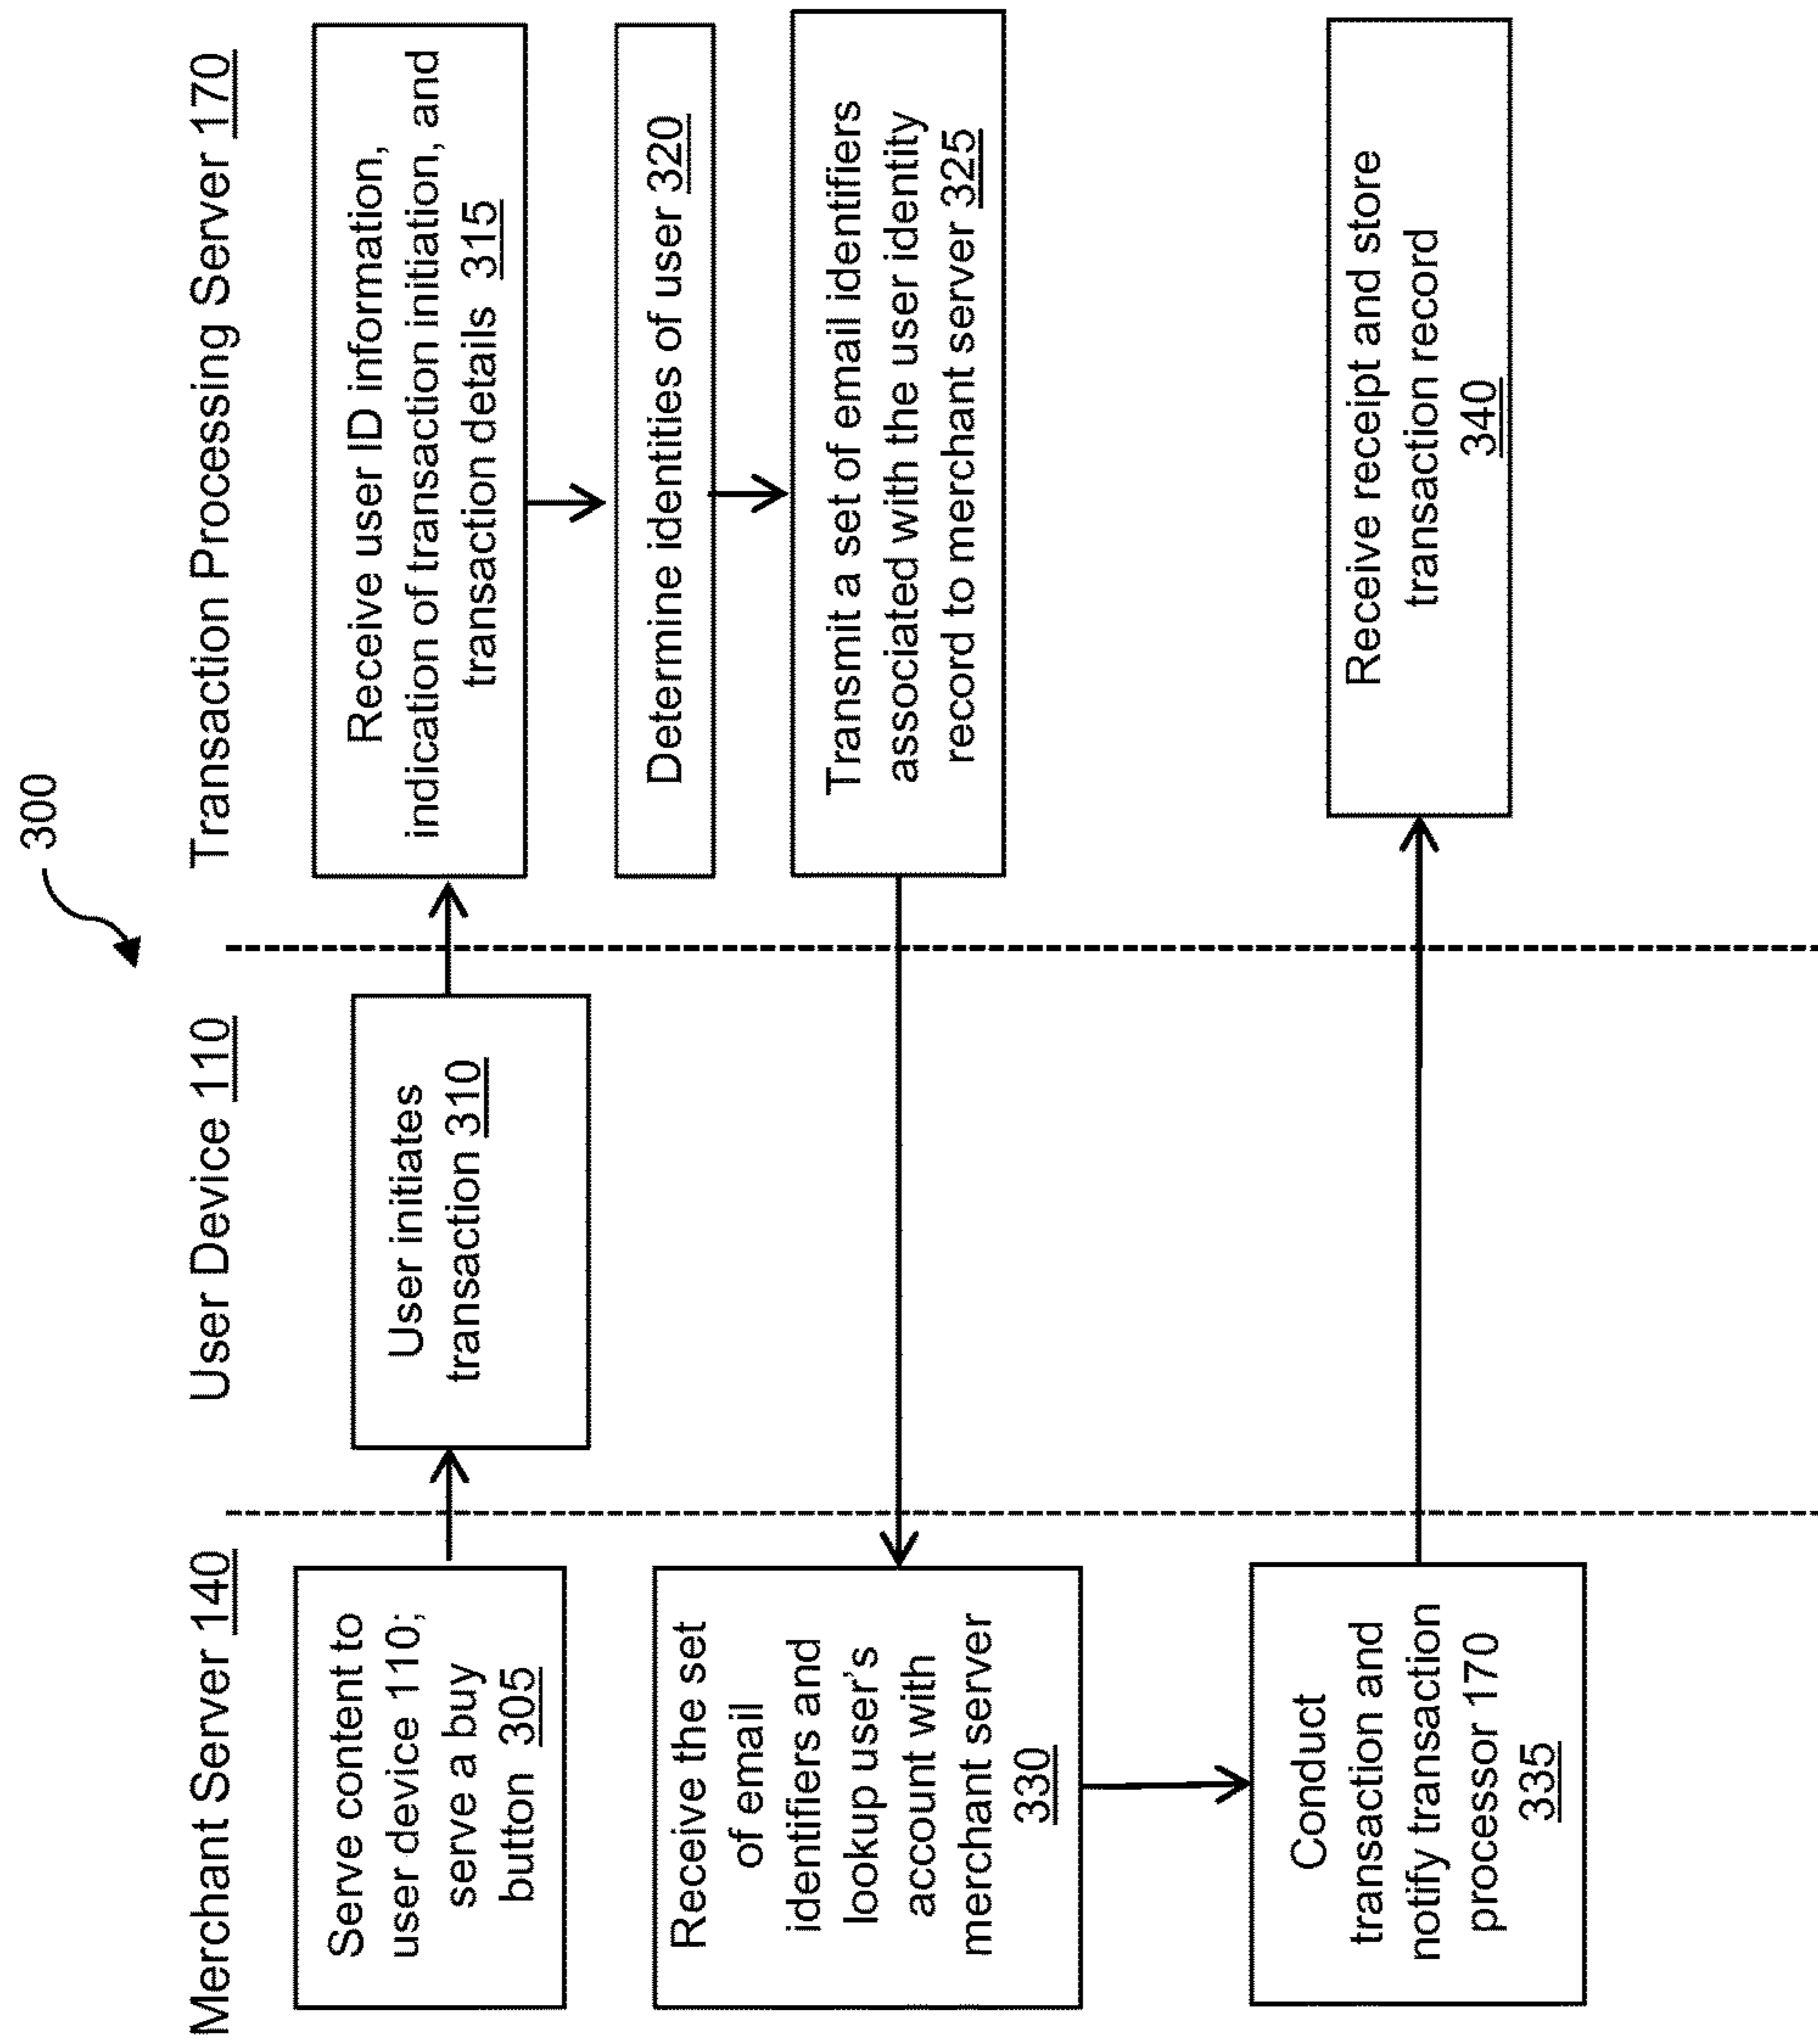 300
Merchant Server 140
User Device 110
Transaction Processing Server 170
Serve content to
user device 110;
serve a buy
button 305
User initiates
transaction 310
Receive user ID information,
indication of transaction initiation, and
transaction details 315
Determine identities of user 320
Transmit a set of email identifiers
associated with the user identity
record to merchant server 325
Receive the set
of email
identifiers and
lookup user's
account with
merchant server
330
Conduct
transaction and
notify transaction
processor 170
335
Receive receipt and store
transaction record
340